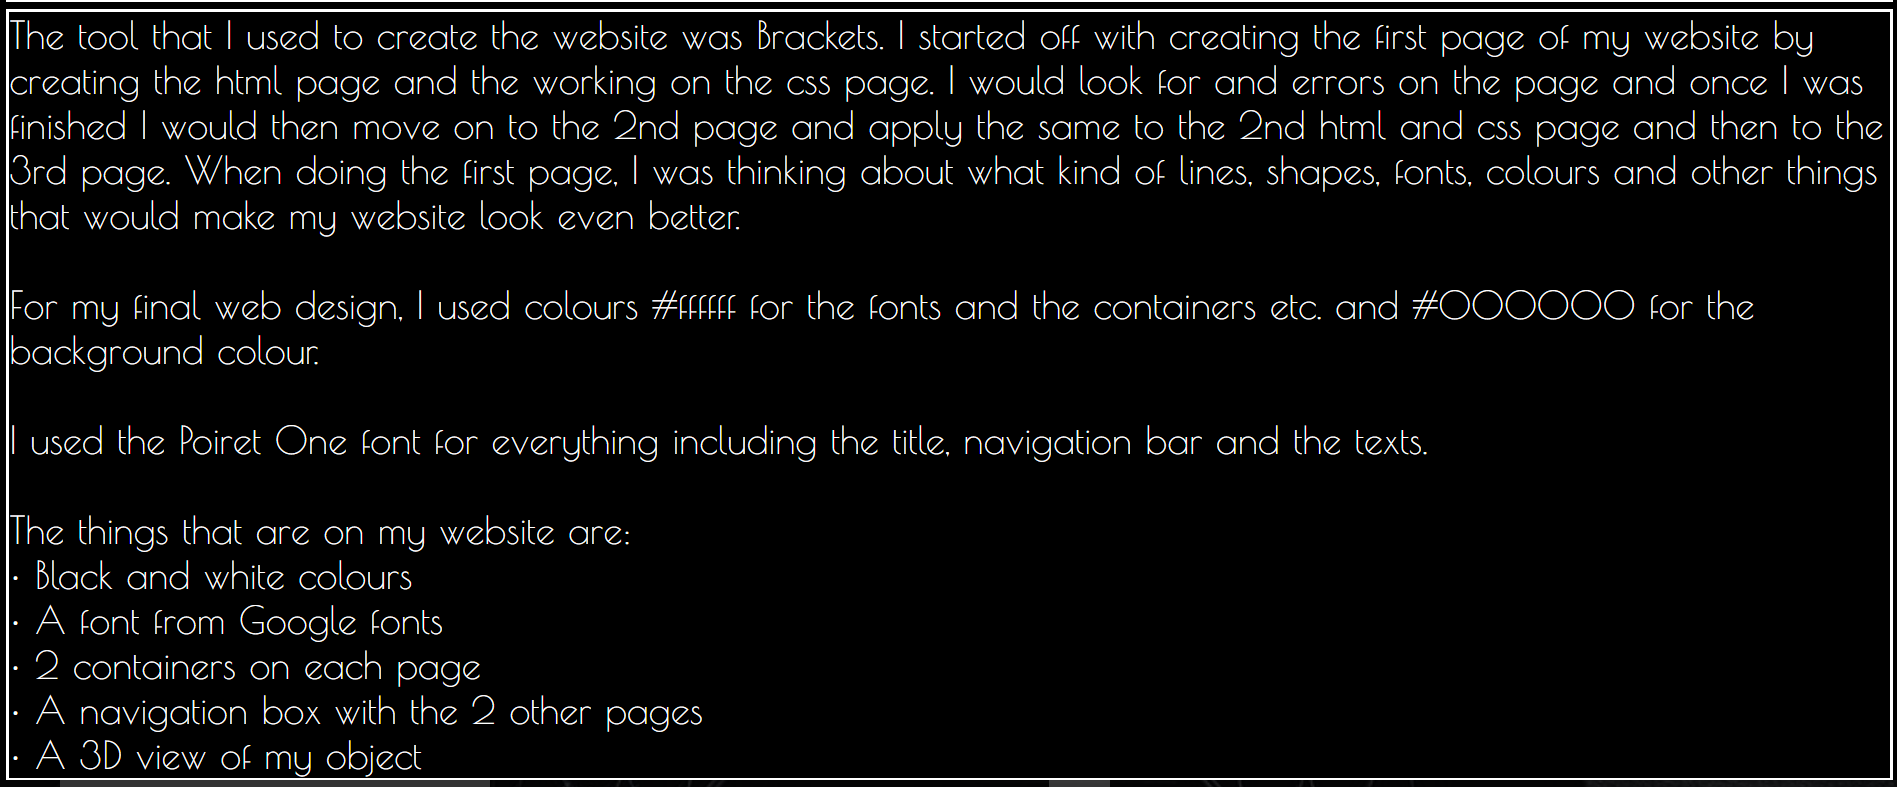 The tool that I used to create the website was Brackets. I started off with creating the first page of my website by
creating the html page and the working on the css page. I would look for and errors on the page and once I was
finished I would then move on to the 2nd page and apply the same to the 2nd html and css page and then to the
3rd page. When doing the first page, I was thinking about what kind of lines, shapes, fonts, colours and other things
that would make my website look even better.
For my final web design, I used colours #ffffff for the fonts and the containers etc. and #000000 for the
background colour.
I used the Poiret One font for everything including the title, navigation bar and the texts.
The things that are on my website are:
• Black and white colours
• A font from Google fonts
• 2 containers on each page
• A navigation box with the 2 other pages
• A 3D view of my object